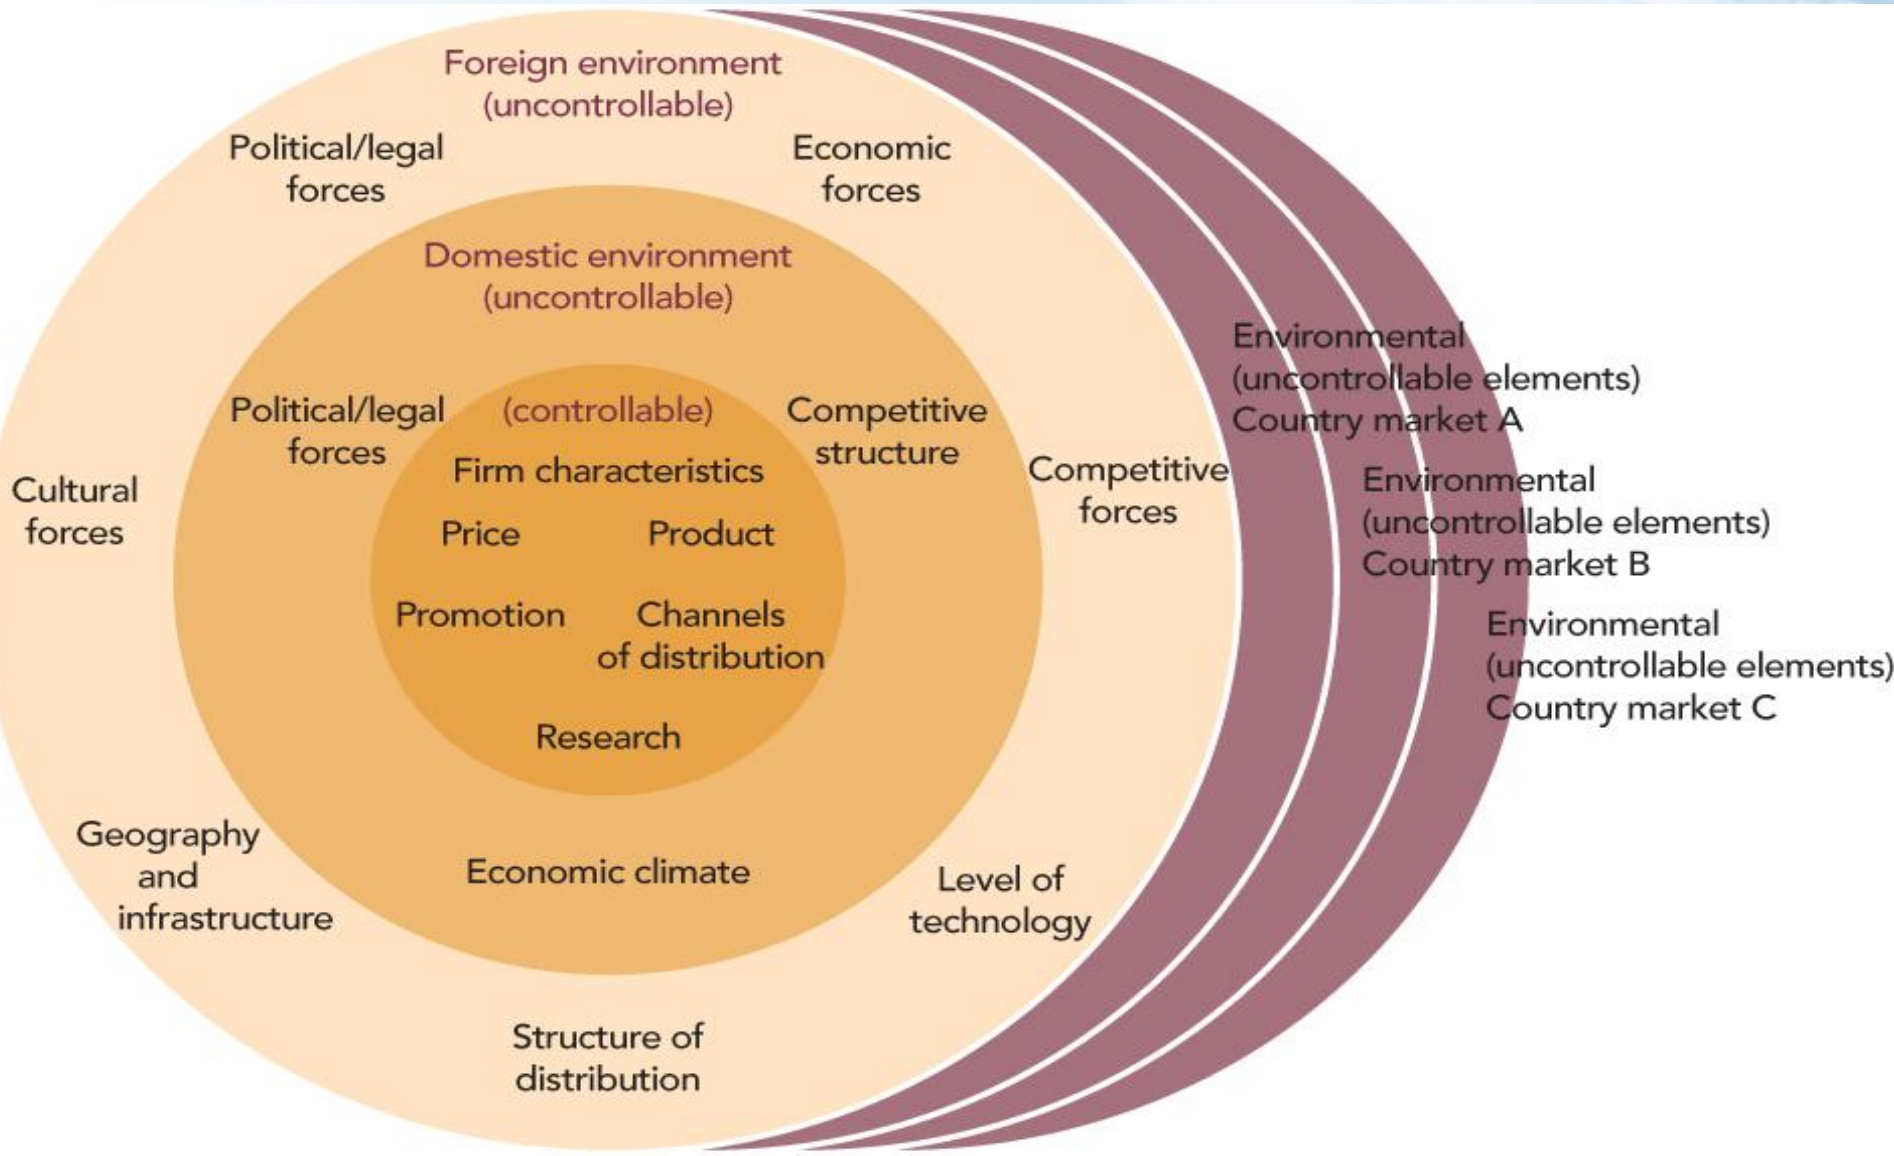 Foreign environment
(uncontrollable)
Political/legal
forces
Economic
forces
Domestic environment
(uncontrollable)
Political/legal
forces
(controllable)
Competitive
structure
Firm characteristics
Price
Product
Promotion
Channels
of distribution
Research
Cultural
forces
Competitive
forces
Geography
and
infrastructure
Economic climate
Level of
technology
Structure of
distribution
Environmental
(uncontrollable elements)
Country market A
Environmental
(uncontrollable elements)
Country market B
Environmental
(uncontrollable elements)
Country market C